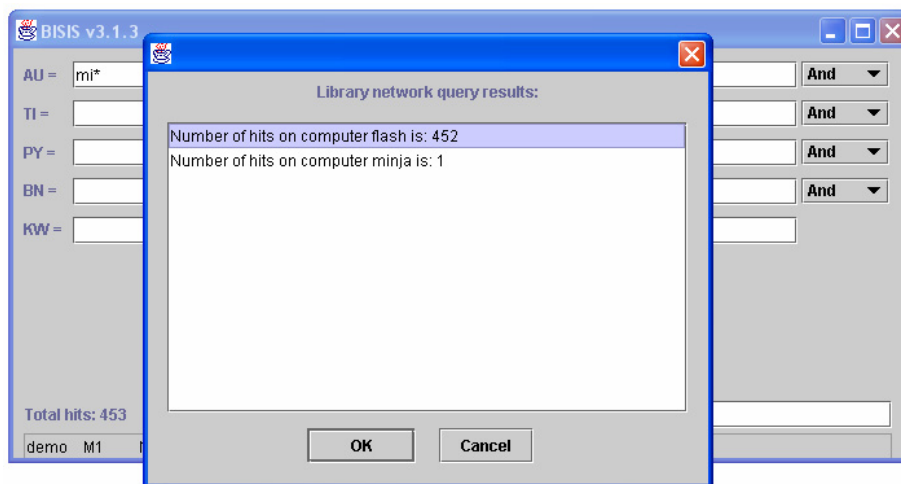 BISIS v3.1.3
AU = mi* And
Library network query results:
TI = And
Number of hits on computer flash is: 452
PY = And
Number of hits on computer minja is: 1
BN = And
KW =
Total hits: 453
OK Cancel
demo M1